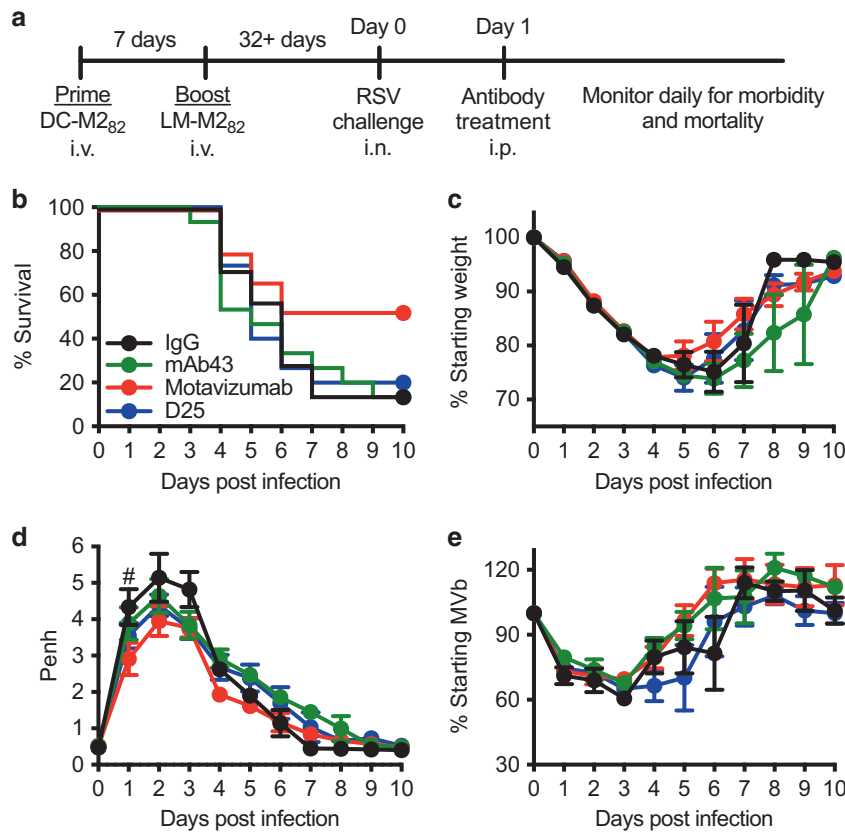 a
7 days
32+ days
Day 0
Day 1
Prime
DC-M2₈₂
i.v.
Boost
LM-M2₈₂
i.v.
RSV
challenge
i.n.
Antibody
treatment
i.p.
Monitor daily for morbidity
and mortality
b
% Survival
100
80
60
40
20
0
IgG
mAb43
Motavizumab
D25
0 1 2 3 4 5 6 7 8 9 10
Days post infection
c
% Starting weight
100
90
80
70
0 1 2 3 4 5 6 7 8 9 10
Days post infection
d
Penh
6
5
4
3
2
1
0
#
0 1 2 3 4 5 6 7 8 9 10
Days post infection
e
% Starting MVb
120
90
60
30
0 1 2 3 4 5 6 7 8 9 10
Days post infection